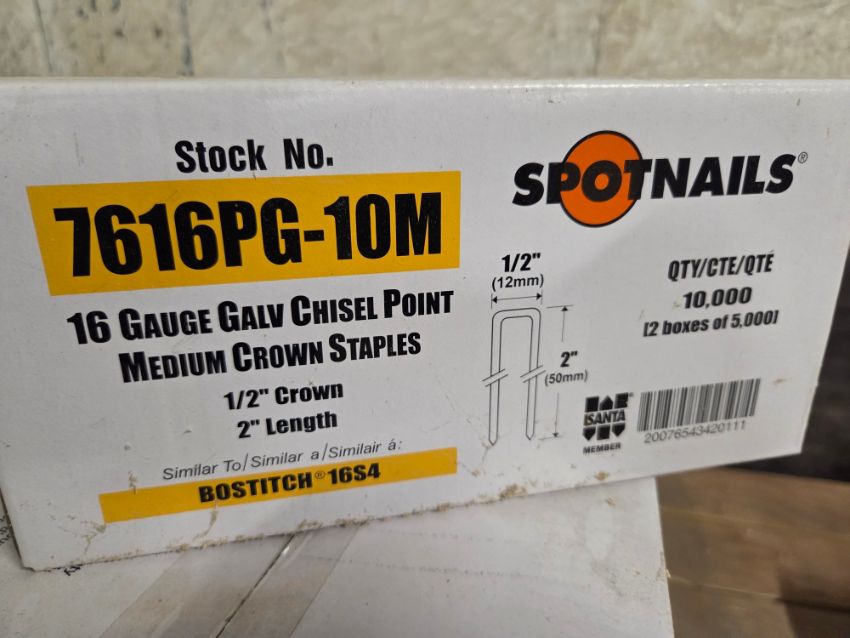 Stock No.
7616PG-10M
16 GAUGE GALV CHISEL POINT
MEDIUM CROWN STAPLES
1/2" Crown
2" Length
Similar To/Similar a/Similair á:
BOSTITCH® 16S4
SPOTNAILS®
1/2"
(12mm)
2"
(50mm)
QTY/CTE/QTÉ
10,000
[2 boxes of 5,000]
ISANTA
MEMBER
20076543420111